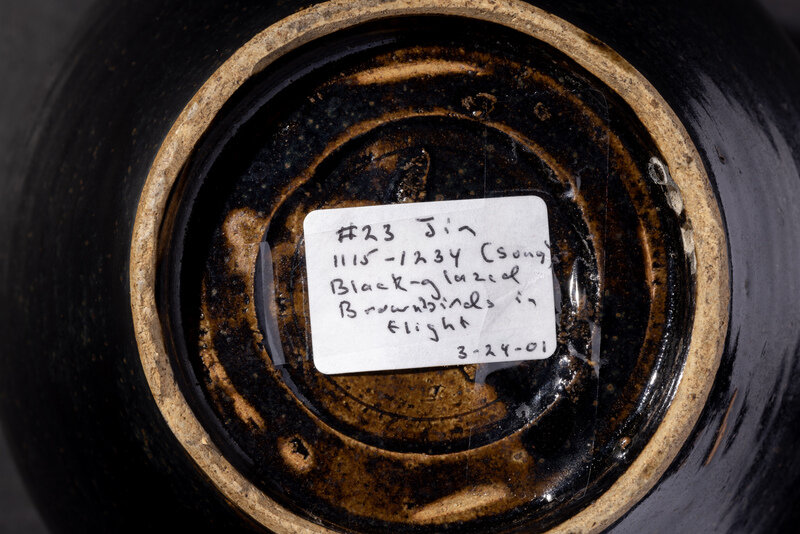 #23 Jin
1115-1234 (Song)
Black-glazed
Brownbirds in
flight
3-24-01